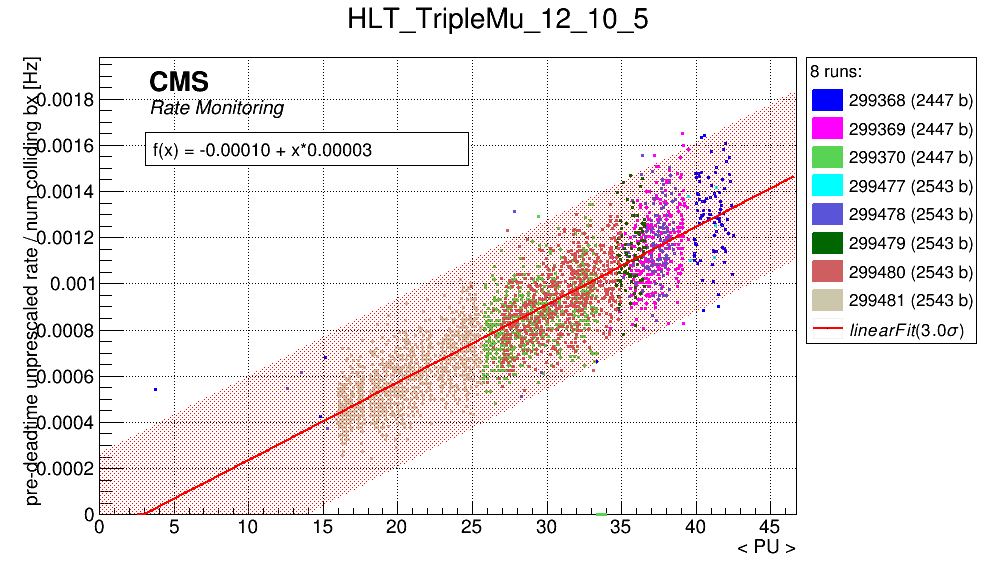 HLT_TripleMu_12_10_5
pre-deadtime unprescaled rate / num colliding bx [Hz]
CMS
Rate Monitoring
f(x) = -0.00010 + x*0.00003
0.0018
0.0016
0.0014
0.0012
0.001
0.0008
0.0006
0.0004
0.0002
0
0 5 10 15 20 25 30 35 40 45
< PU >
8 runs:
299368 (2447 b)
299369 (2447 b)
299370 (2447 b)
299477 (2543 b)
299478 (2543 b)
299479 (2543 b)
299480 (2543 b)
299481 (2543 b)
linearFit(3.0σ)